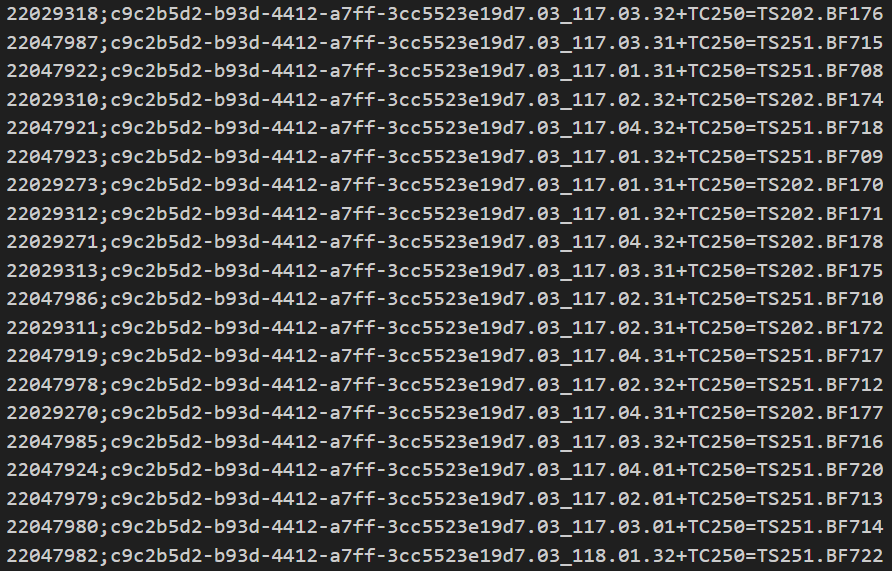 22029318;c9c2b5d2-b93d-4412-a7ff-3cc5523e19d7.03_117.03.32+TC250=TS202.BF176
22047987;c9c2b5d2-b93d-4412-a7ff-3cc5523e19d7.03_117.03.31+TC250=TS251.BF715
22047922;c9c2b5d2-b93d-4412-a7ff-3cc5523e19d7.03_117.01.31+TC250=TS251.BF708
22029310;c9c2b5d2-b93d-4412-a7ff-3cc5523e19d7.03_117.02.32+TC250=TS202.BF174
22047921;c9c2b5d2-b93d-4412-a7ff-3cc5523e19d7.03_117.04.32+TC250=TS251.BF718
22047923;c9c2b5d2-b93d-4412-a7ff-3cc5523e19d7.03_117.01.32+TC250=TS251.BF709
22029273;c9c2b5d2-b93d-4412-a7ff-3cc5523e19d7.03_117.01.31+TC250=TS202.BF170
22029312;c9c2b5d2-b93d-4412-a7ff-3cc5523e19d7.03_117.01.32+TC250=TS202.BF171
22029271;c9c2b5d2-b93d-4412-a7ff-3cc5523e19d7.03_117.04.32+TC250=TS202.BF178
22029313;c9c2b5d2-b93d-4412-a7ff-3cc5523e19d7.03_117.03.31+TC250=TS202.BF175
22047986;c9c2b5d2-b93d-4412-a7ff-3cc5523e19d7.03_117.02.31+TC250=TS251.BF710
22029311;c9c2b5d2-b93d-4412-a7ff-3cc5523e19d7.03_117.02.31+TC250=TS202.BF172
22047919;c9c2b5d2-b93d-4412-a7ff-3cc5523e19d7.03_117.04.31+TC250=TS251.BF717
22047978;c9c2b5d2-b93d-4412-a7ff-3cc5523e19d7.03_117.02.32+TC250=TS251.BF712
22029270;c9c2b5d2-b93d-4412-a7ff-3cc5523e19d7.03_117.04.31+TC250=TS202.BF177
22047985;c9c2b5d2-b93d-4412-a7ff-3cc5523e19d7.03_117.03.32+TC250=TS251.BF716
22047924;c9c2b5d2-b93d-4412-a7ff-3cc5523e19d7.03_117.04.01+TC250=TS251.BF720
22047979;c9c2b5d2-b93d-4412-a7ff-3cc5523e19d7.03_117.02.01+TC250=TS251.BF713
22047980;c9c2b5d2-b93d-4412-a7ff-3cc5523e19d7.03_117.03.01+TC250=TS251.BF714
22047982;c9c2b5d2-b93d-4412-a7ff-3cc5523e19d7.03_118.01.32+TC250=TS251.BF722